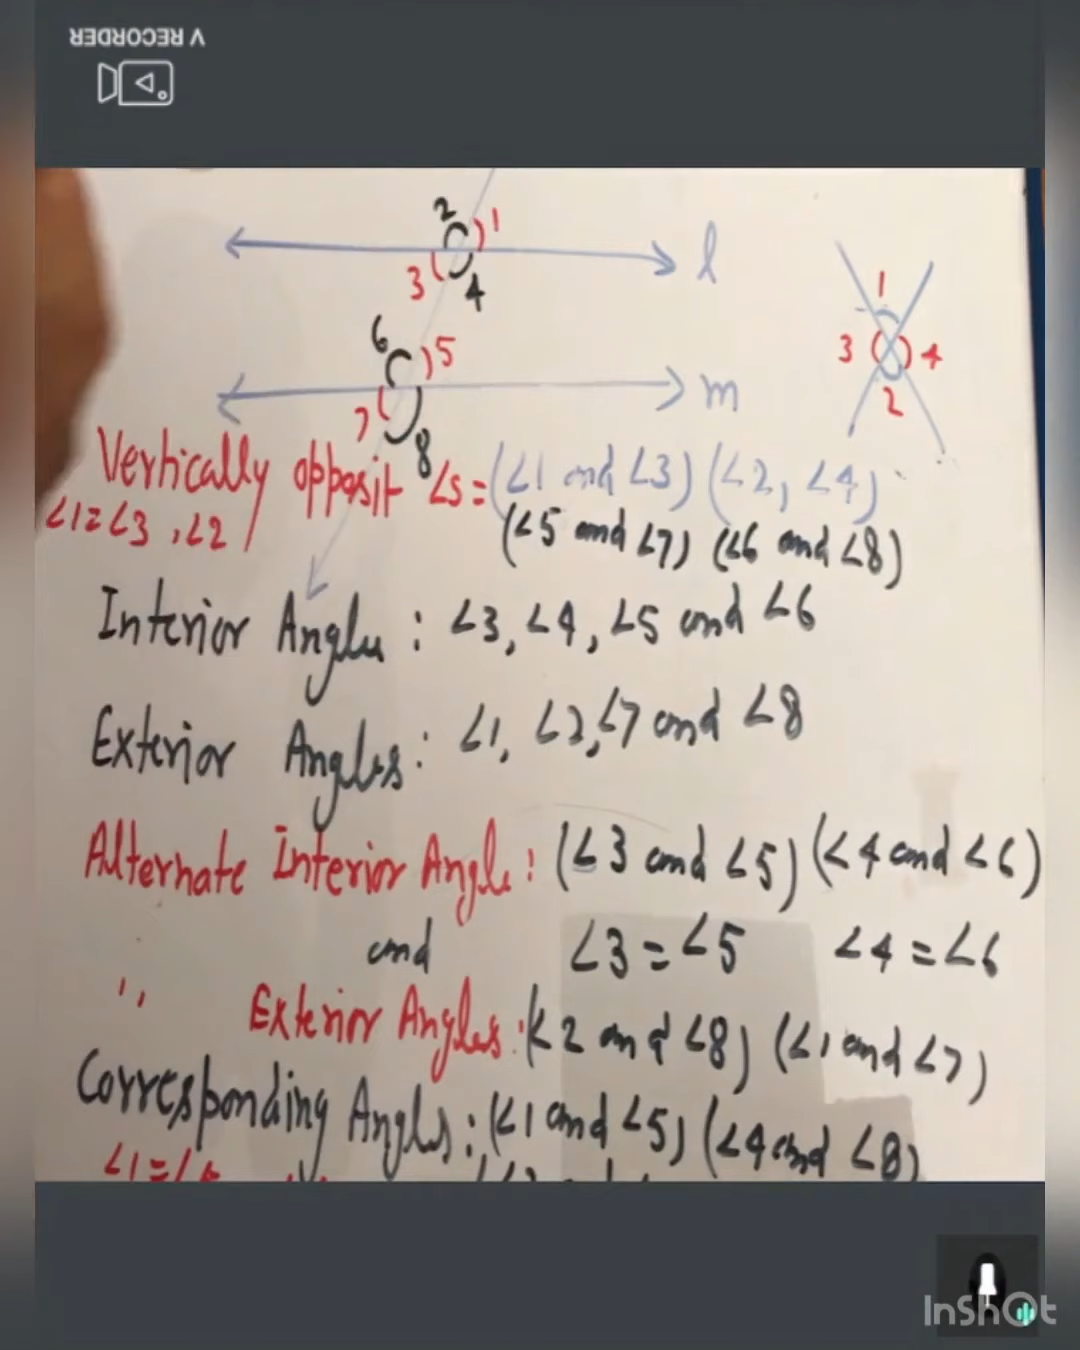 V RECORDER
2
1
l
3
4
6
5
m
7
8
1
3
4
2
Vertically opposit ∠s = (∠1 and ∠3) (∠2, ∠4)
∠1=∠3, ∠2
(∠5 and ∠7) (∠6 and ∠8)
Interior Angles : ∠3, ∠4, ∠5 and ∠6
Exterior Angles : ∠1, ∠2, ∠7 and ∠8
Alternate Interior Angle : (∠3 and ∠5) (∠4 and ∠6)
and ∠3 = ∠5 ∠4 = ∠6
" Exterior Angles : (∠2 and ∠8) (∠1 and ∠7)
Corresponding Angles : (∠1 and ∠5) (∠4 and ∠8)
∠1=∠5
InShOt